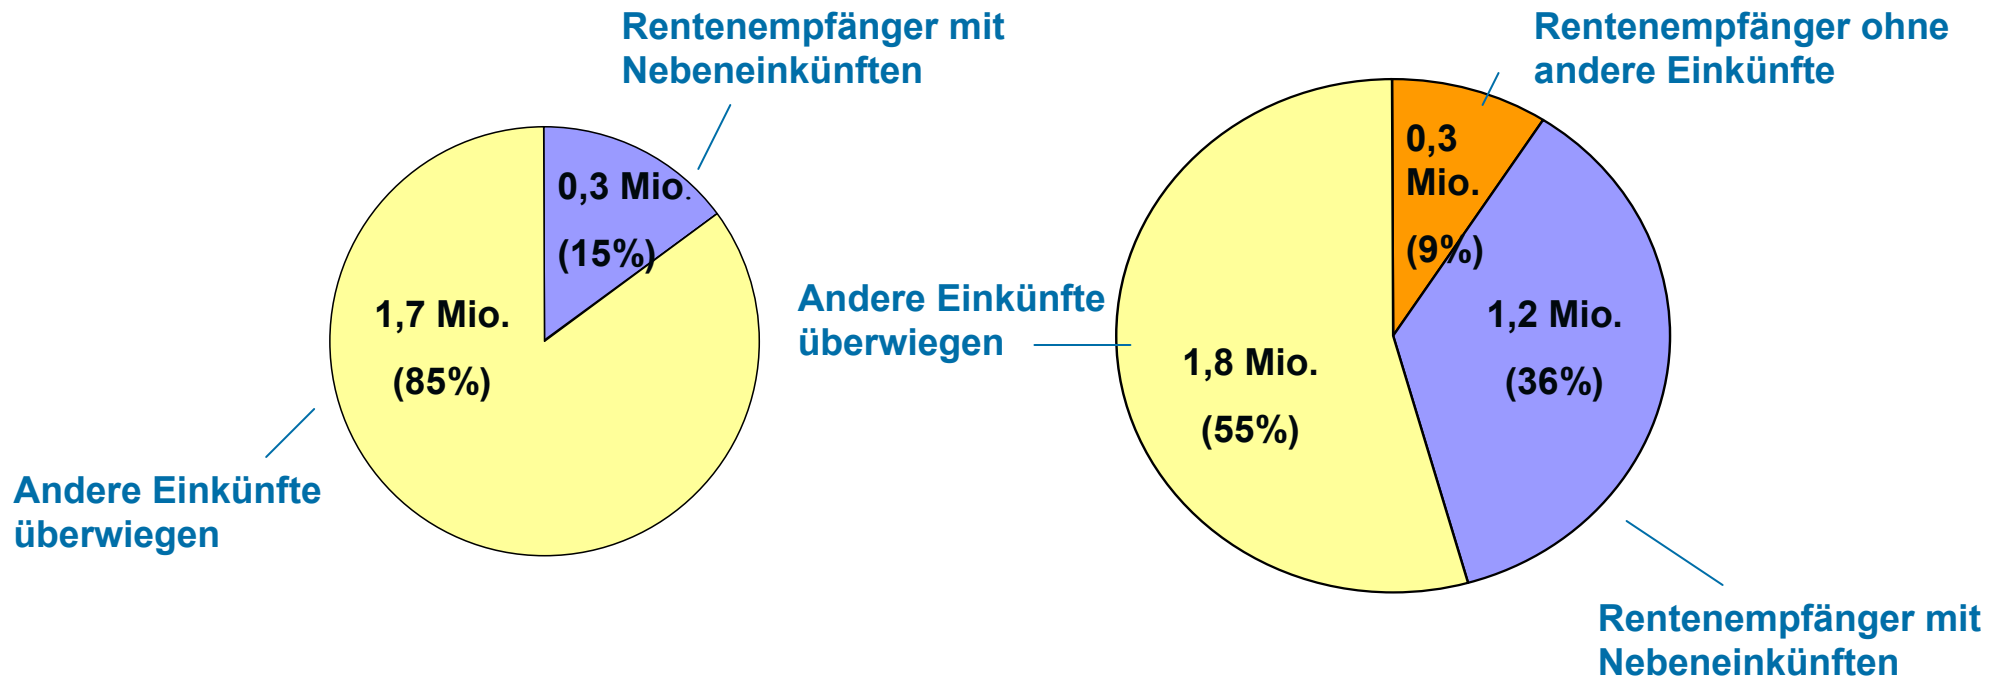 Rentenempfänger mit
Nebeneinkünften
0,3 Mio.
(15%)
1,7 Mio.
(85%)
Andere Einkünfte
überwiegen
Rentenempfänger ohne
andere Einkünfte
0,3
Mio.
(9%)
Andere Einkünfte
überwiegen
1,2 Mio.
(36%)
1,8 Mio.
(55%)
Rentenempfänger mit
Nebeneinkünften